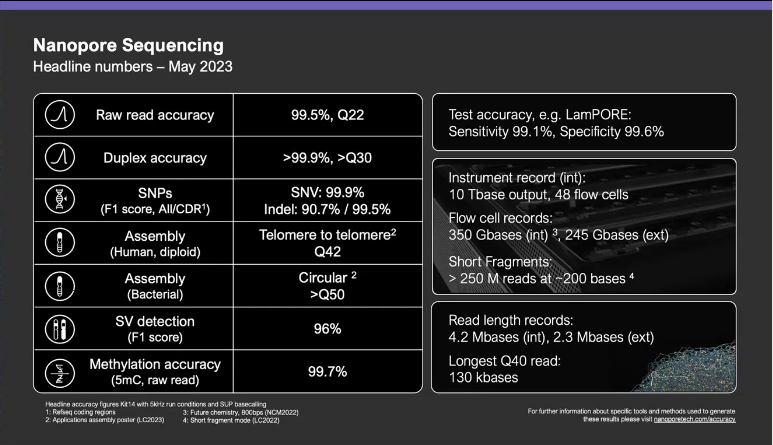 Nanopore Sequencing
Headline numbers – May 2023
Raw read accuracy
99.5%, Q22
Duplex accuracy
>99.9%, >Q30
SNPs
(F1 score, All/CDR¹)
SNV: 99.9%
Indel: 90.7% / 99.5%
Assembly
(Human, diploid)
Telomere to telomere²
Q42
Assembly
(Bacterial)
Circular ²
>Q50
SV detection
(F1 score)
96%
Methylation accuracy
(5mC, raw read)
99.7%
Test accuracy, e.g. LamPORE:
Sensitivity 99.1%, Specificity 99.6%
Instrument record (int):
10 Tbase output, 48 flow cells
Flow cell records:
350 Gbases (int) ³, 245 Gbases (ext)
Short Fragments:
> 250 M reads at ~200 bases ⁴
Read length records:
4.2 Mbases (int), 2.3 Mbases (ext)
Longest Q40 read:
130 kbases
Headline accuracy figures Kit14 with 5kHz run conditions and SUP basecalling
1: Refseq coding regions
2: Applications assembly poster (LC2023)
3: Future chemistry, 800bps (NCM2022)
4: Short fragment mode (LC2022)
For further information about specific tools and methods used to generate
these results please visit nanoporetech.com/accuracy